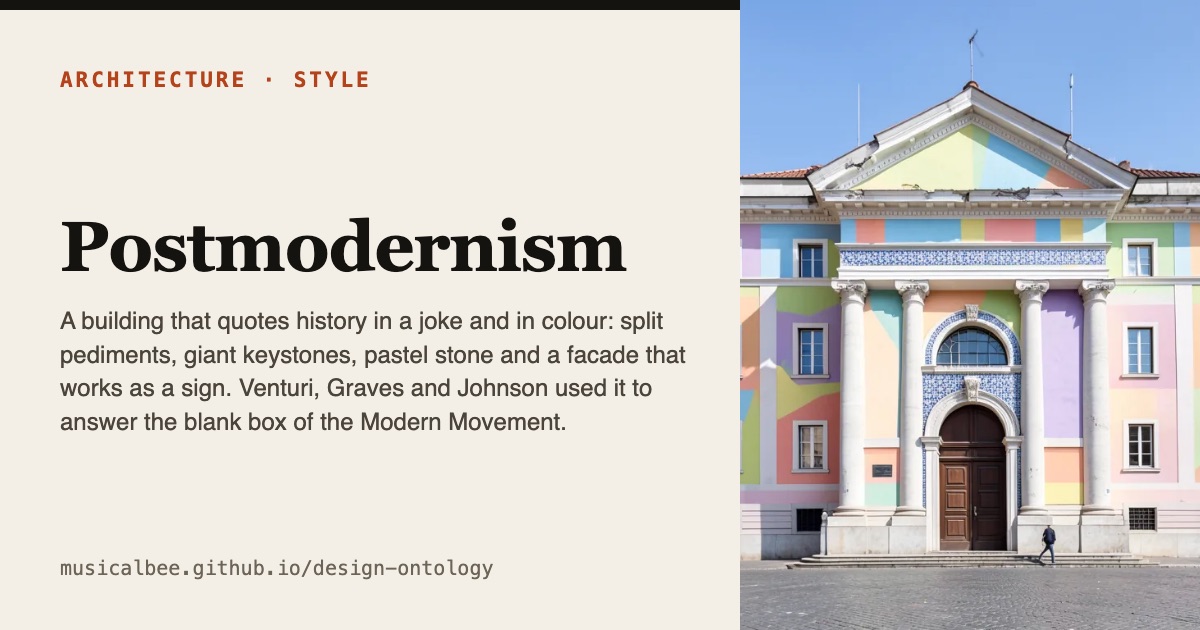 ARCHITECTURE · STYLE
Postmodernism
A building that quotes history in a joke and in colour: split
pediments, giant keystones, pastel stone and a facade that
works as a sign. Venturi, Graves and Johnson used it to
answer the blank box of the Modern Movement.
musicalbee.github.io/design-ontology